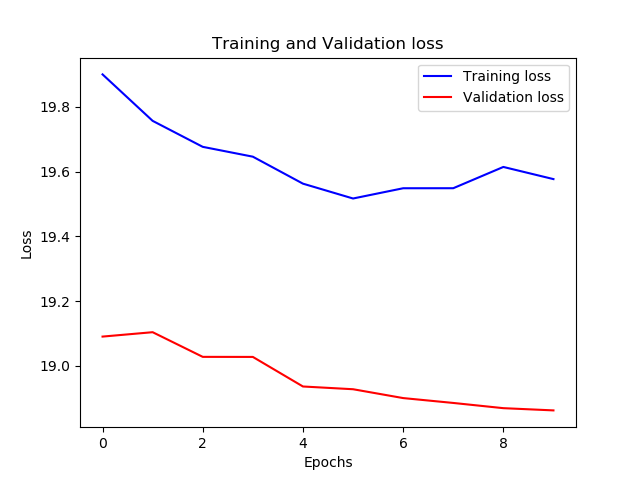 Training and Validation loss
Training loss
Validation loss
19.8
19.6
19.4
19.2
19.0
Loss
0 2 4 6 8
Epochs